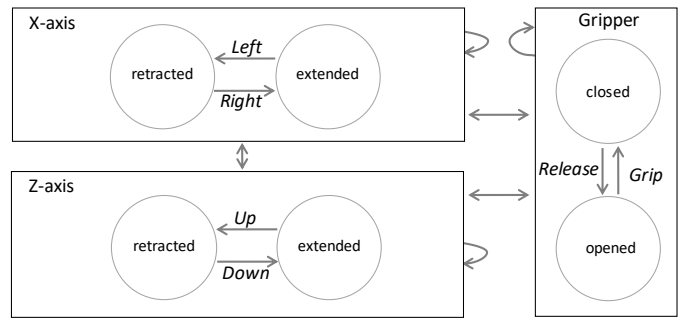 X-axis
Left
retracted
extended
Right
Z-axis
Up
retracted
extended
Down
Gripper
closed
Release
Grip
opened